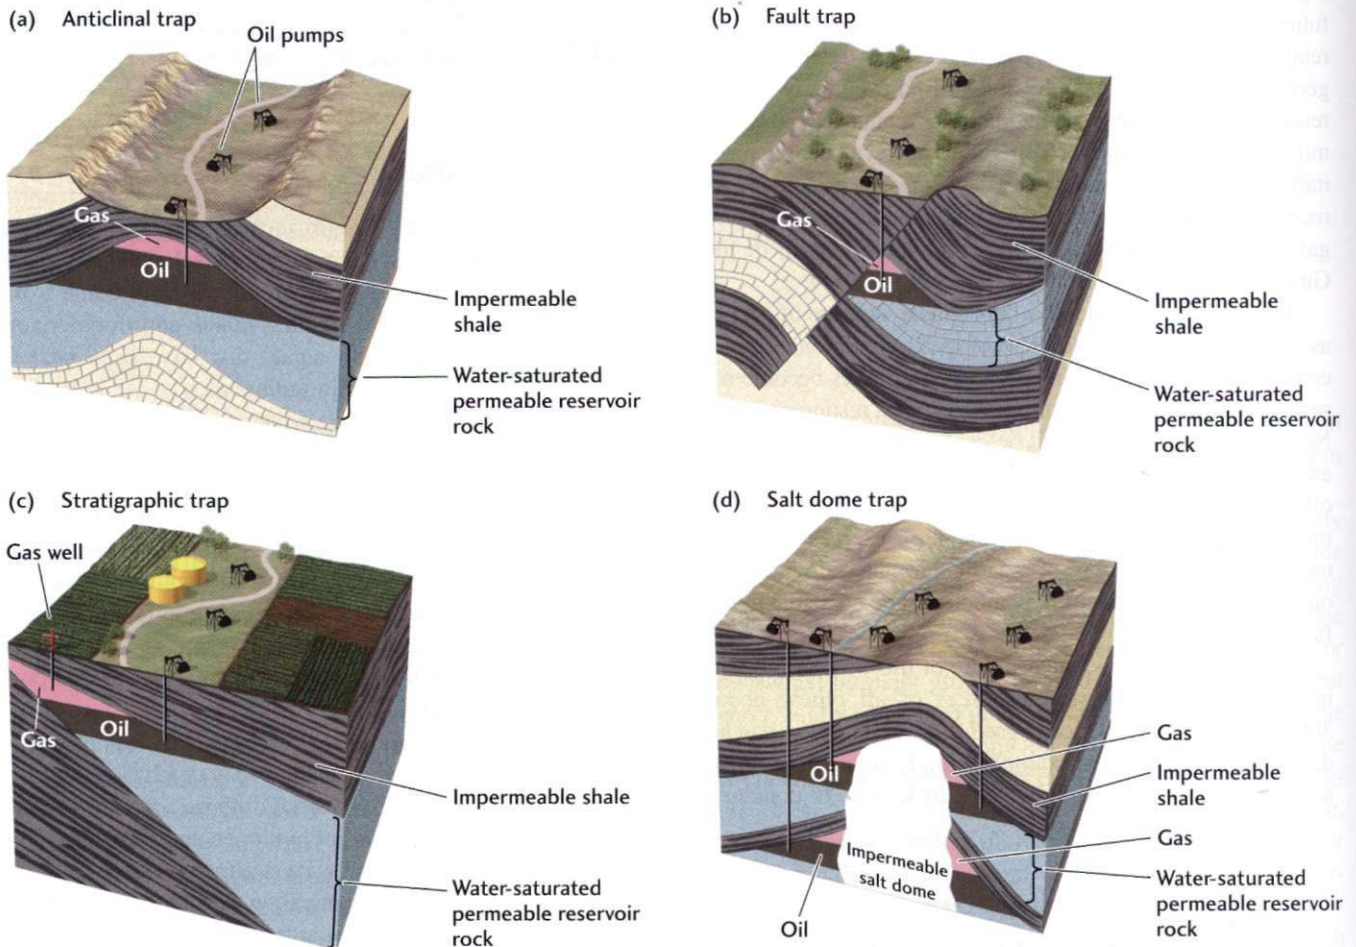 (a) Anticlinal trap
Oil pumps
Gas
Oil
Impermeable
shale
Water-saturated
permeable reservoir
rock
(b) Fault trap
Gas
Oil
Impermeable
shale
Water-saturated
permeable reservoir
rock
(c) Stratigraphic trap
Gas well
Gas
Oil
Impermeable shale
Water-saturated
permeable reservoir
rock
(d) Salt dome trap
Oil
Gas
Impermeable
shale
Gas
Impermeable
salt dome
Water-saturated
permeable reservoir
rock
Oil